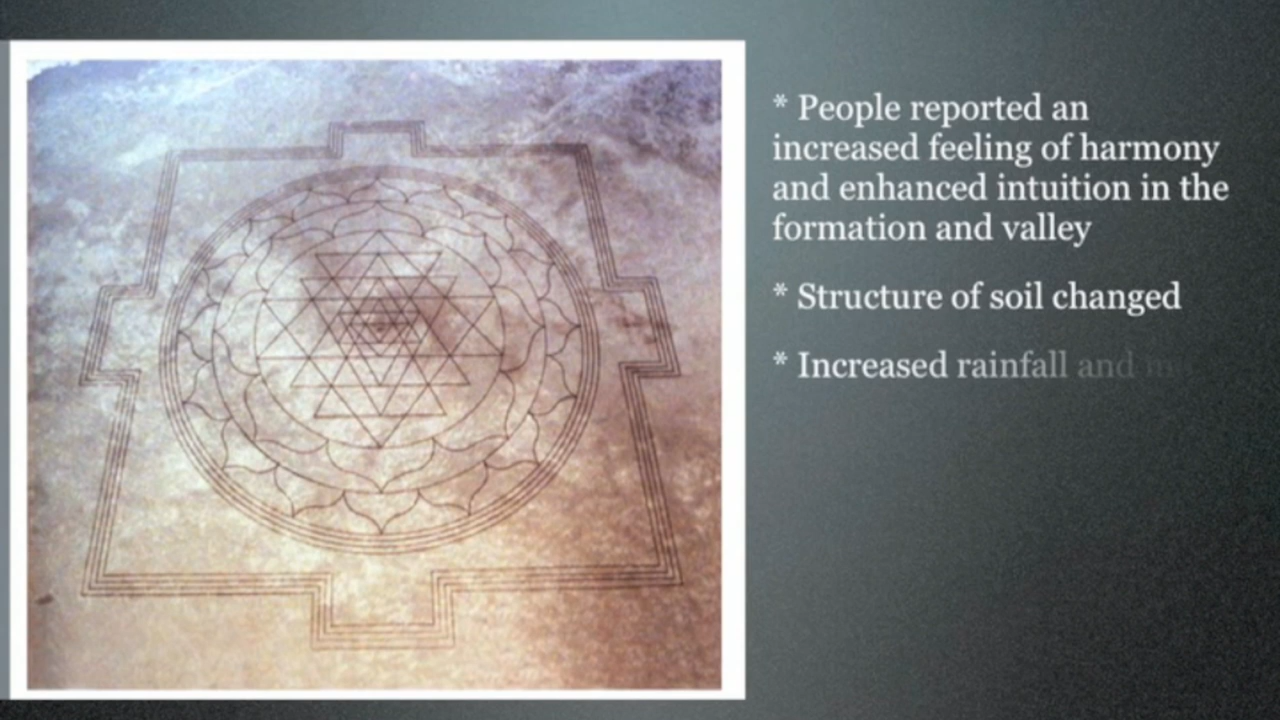 * People reported an
increased feeling of harmony
and enhanced intuition in the
formation and valley
* Structure of soil changed
* Increased rainfall and